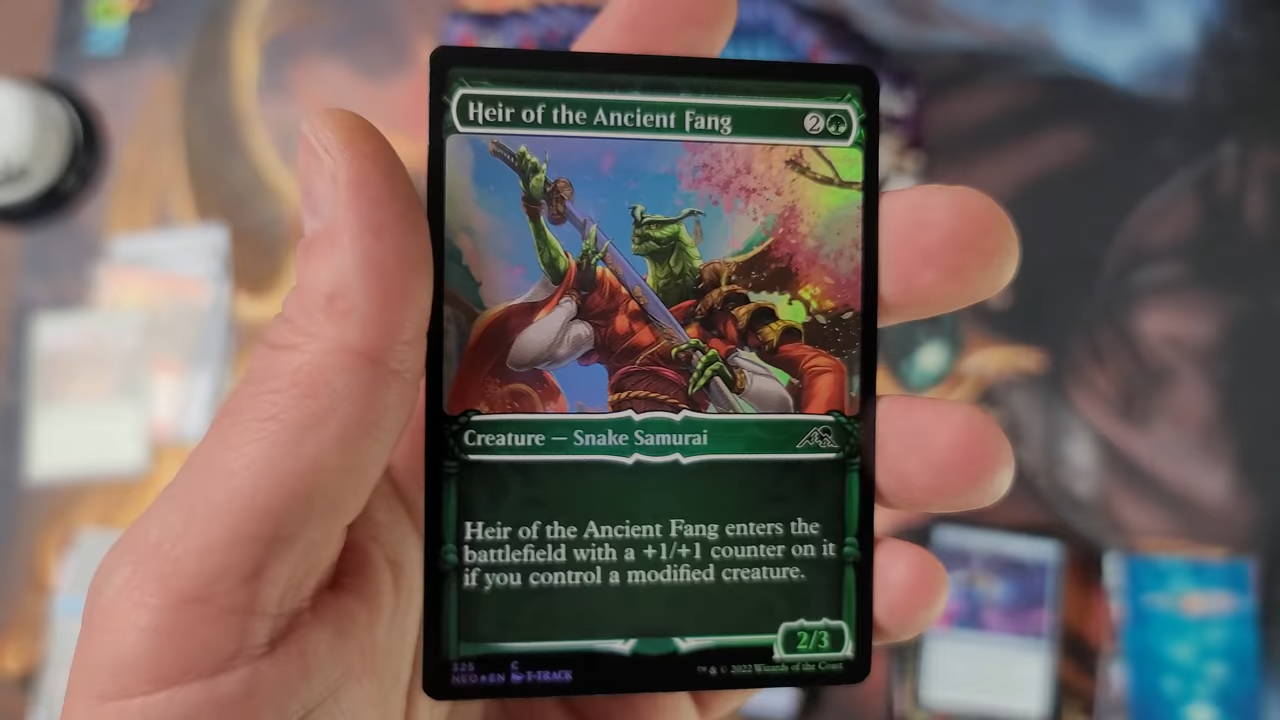 Heir of the Ancient Fang 2
Creature — Snake Samurai
Heir of the Ancient Fang enters the
battlefield with a +1/+1 counter on it
if you control a modified creature.
2/3
325 C
NEO★EN T-TRACK
™ & © 2022 Wizards of the Coast